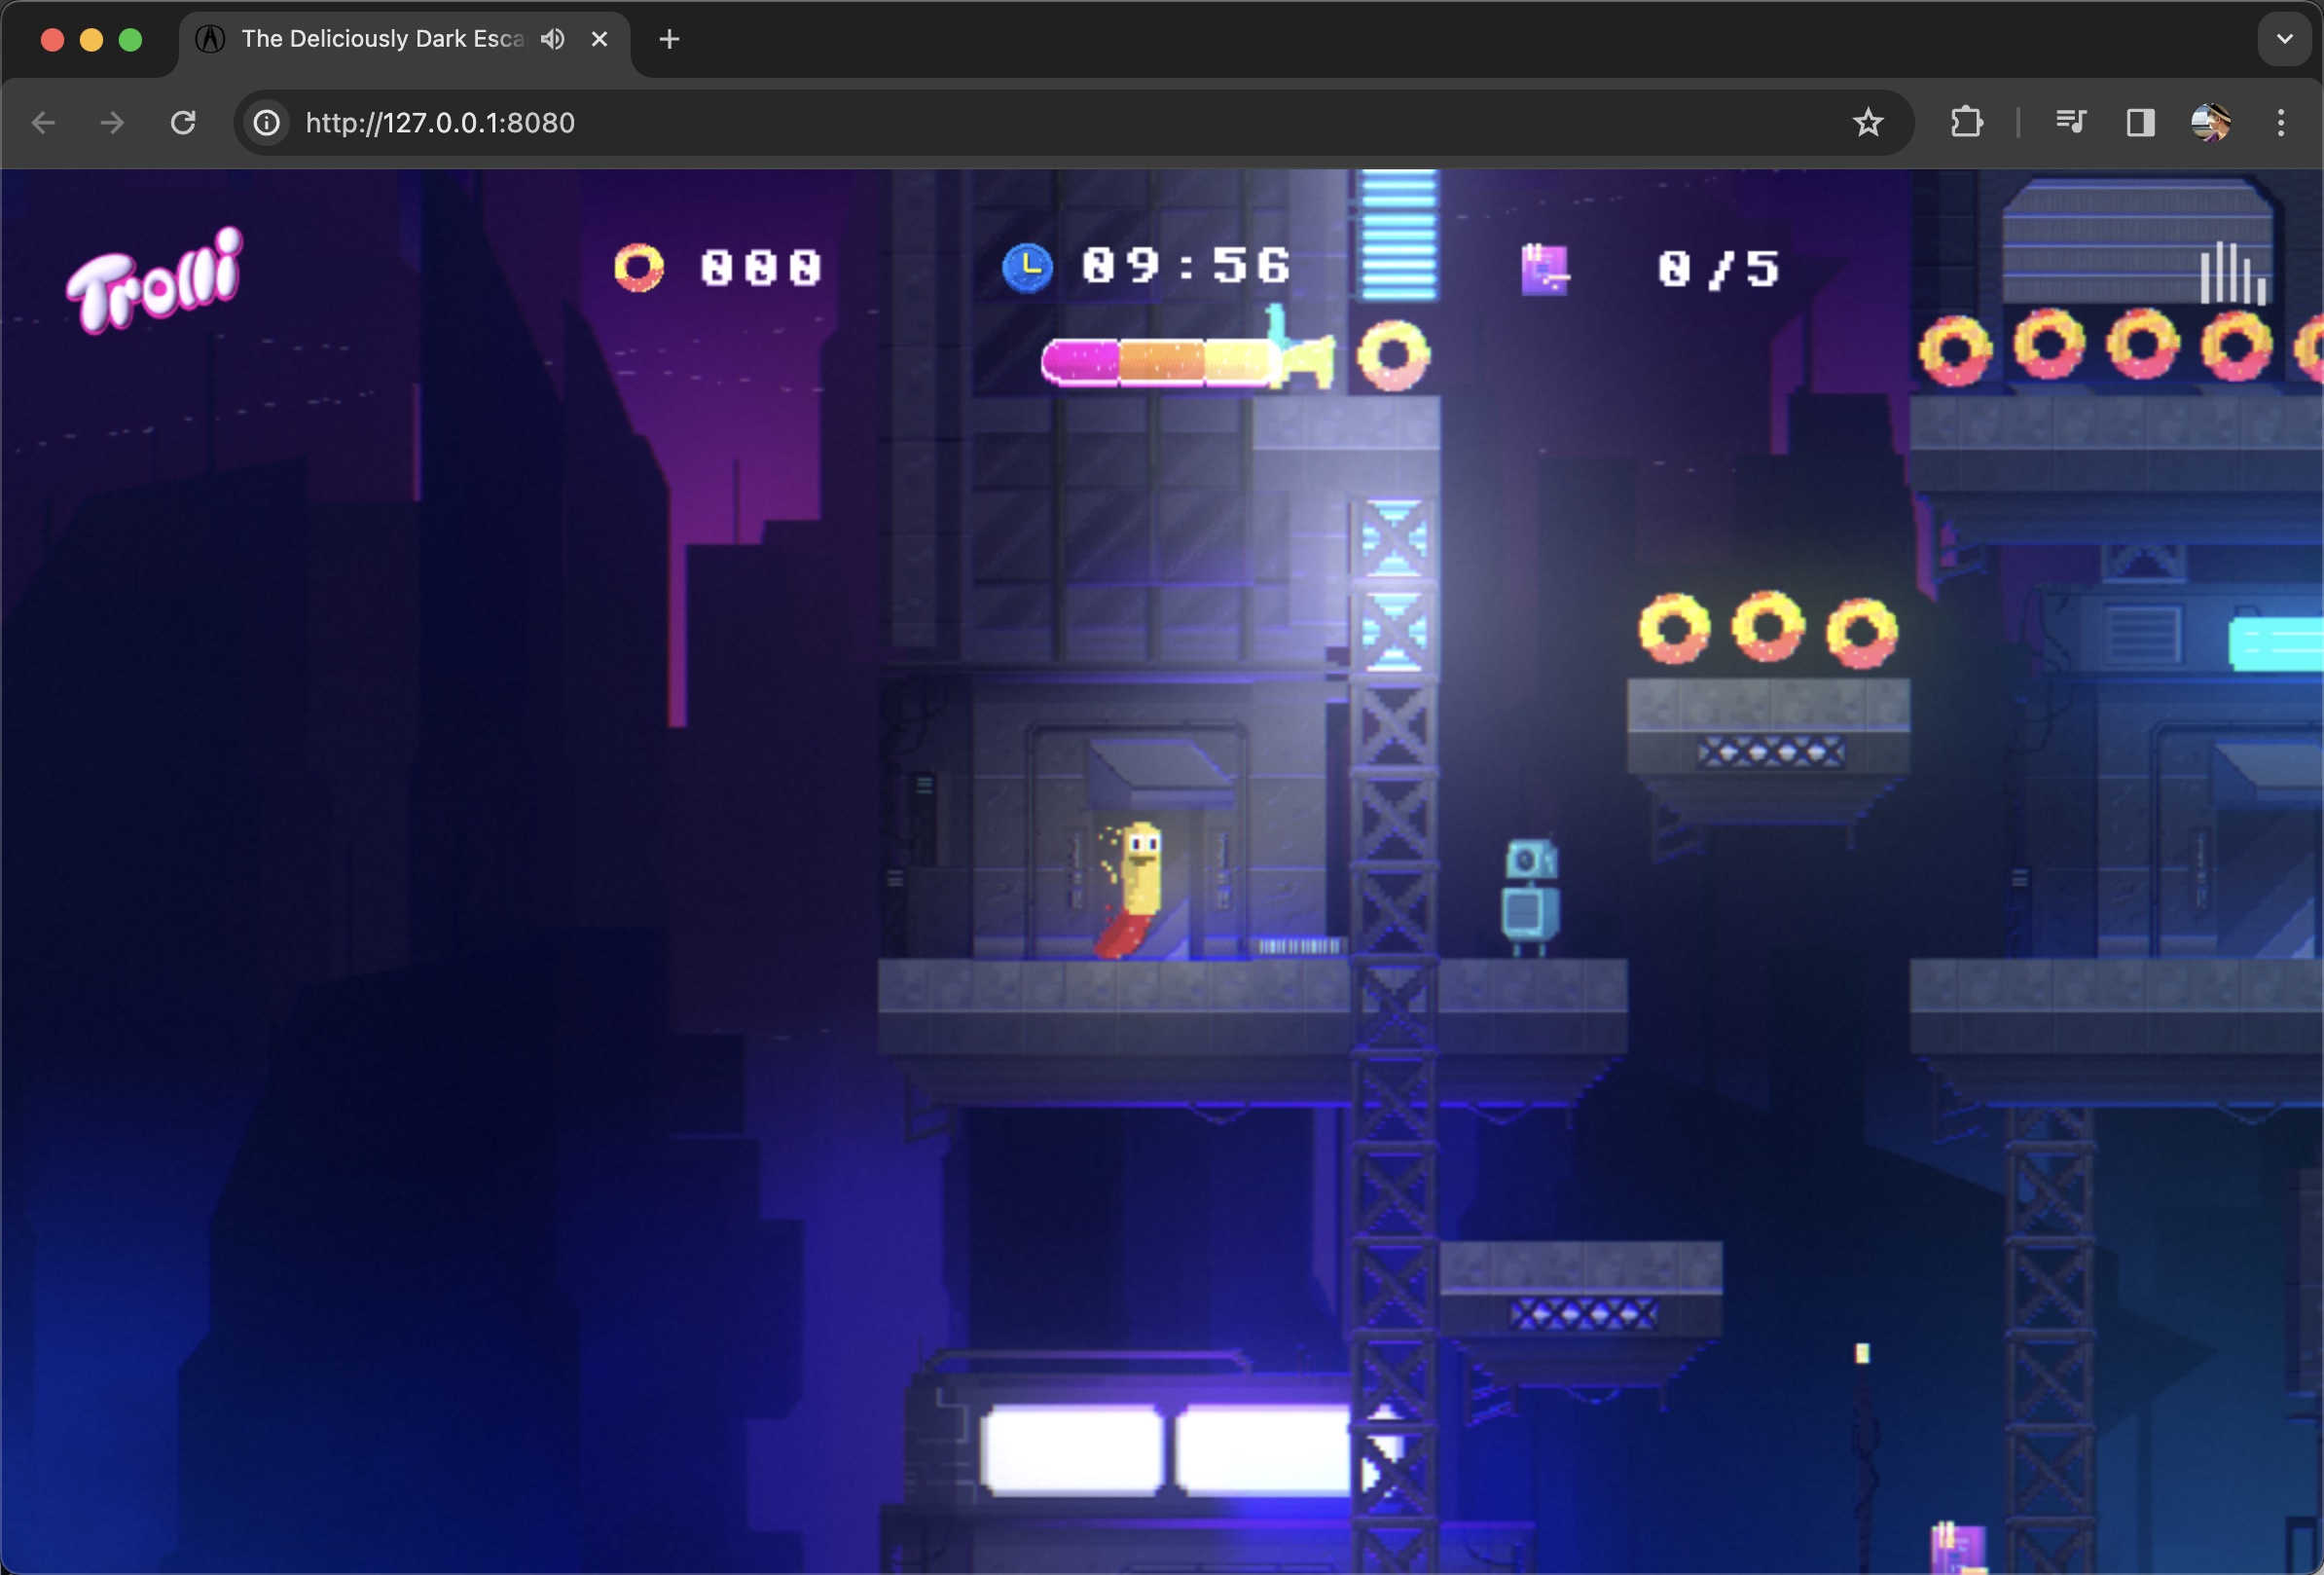 The Deliciously Dark Esca
http://127.0.0.1:8080
Trolli
000
09:56
0/5